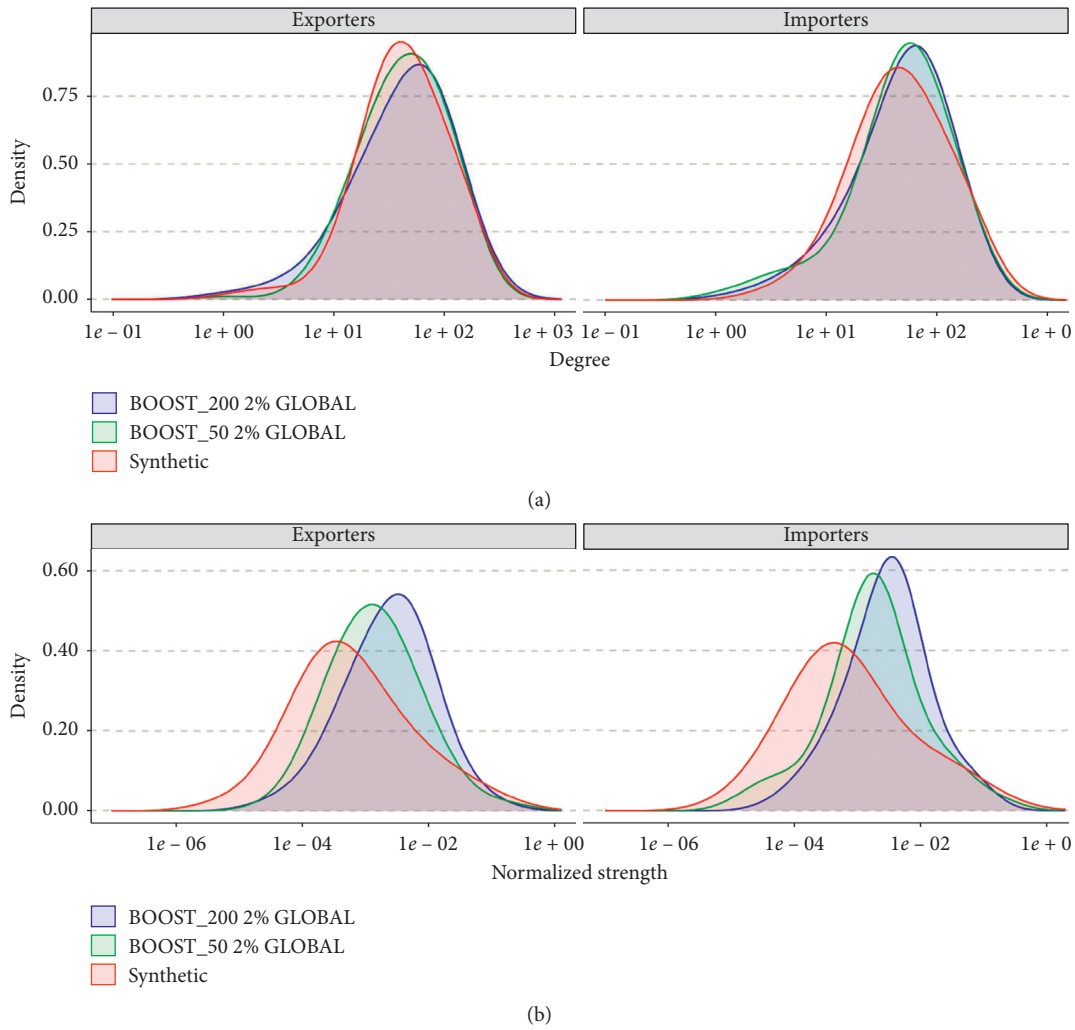 Exporters Importers
0.75
0.50
0.25
0.00
Density
1e – 01 1e + 00 1e + 01 1e + 02 1e + 03 1e – 01 1e + 00 1e + 01 1e + 02 1e + 0
Degree
BOOST_200 2% GLOBAL
BOOST_50 2% GLOBAL
Synthetic
(a)
Exporters Importers
0.60
0.40
0.20
0.00
Density
1e – 06 1e – 04 1e – 02 1e + 00 1e – 06 1e – 04 1e – 02 1e + 0
Normalized strength
BOOST_200 2% GLOBAL
BOOST_50 2% GLOBAL
Synthetic
(b)